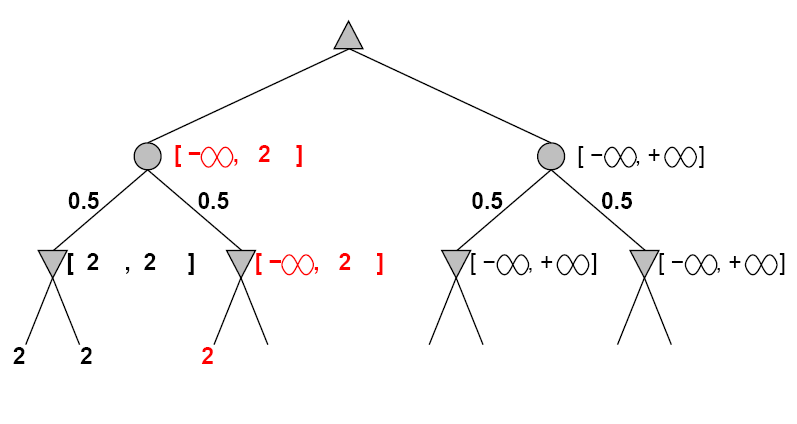 [ -∞, 2 ] [ -∞, +∞]
0.5 0.5 0.5 0.5
[ 2 , 2 ] [ -∞, 2 ] [ -∞, +∞] [ -∞, +∞]
2 2 2